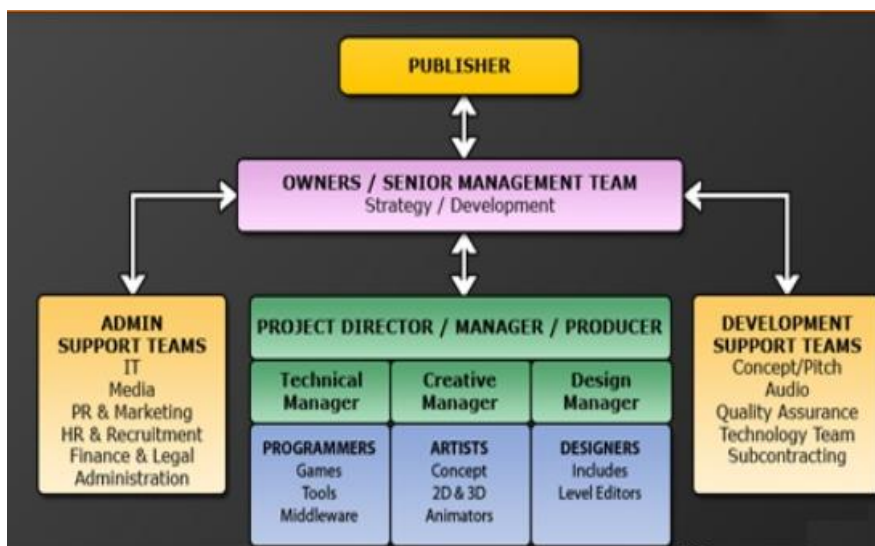 PUBLISHER
OWNERS / SENIOR MANAGEMENT TEAM
Strategy / Development
ADMIN
SUPPORT TEAMS
IT
Media
PR & Marketing
HR & Recruitment
Finance & Legal
Administration
PROJECT DIRECTOR / MANAGER / PRODUCER
Technical
Manager
PROGRAMMERS
Games
Tools
Middleware
Creative
Manager
ARTISTS
Concept
2D & 3D
Animators
Design
Manager
DESIGNERS
Includes
Level Editors
DEVELOPMENT
SUPPORT TEAMS
Concept/Pitch
Audio
Quality Assurance
Technology Team
Subcontracting